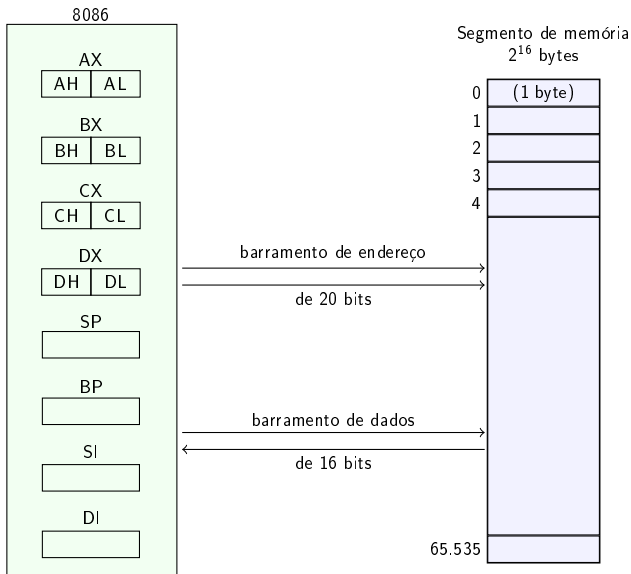 8086
AX
AH AL
BX
BH BL
CX
CH CL
DX
DH DL
SP
BP
SI
DI
barramento de endereço
de 20 bits
barramento de dados
de 16 bits
Segmento de memória
2^16 bytes
0 (1 byte)
1
2
3
4
65.535